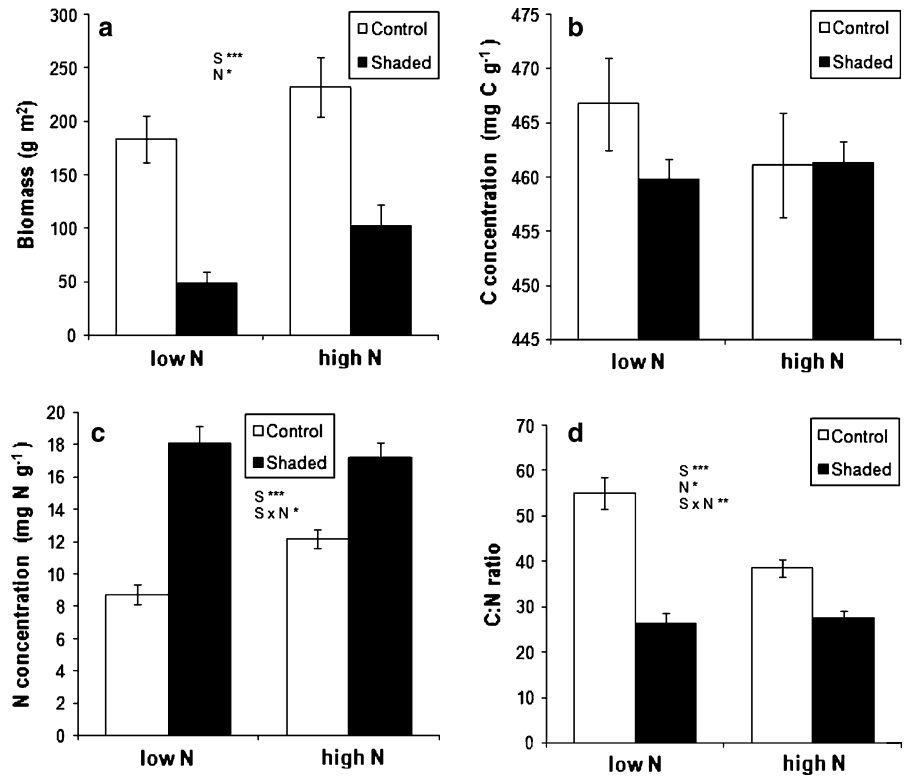 a
Biomass (g m²)
300
250
200
150
100
50
0
S ***
N *
Control
Shaded
low N
high N
b
C concentration (mg C g⁻¹)
475
470
465
460
455
450
445
Control
Shaded
low N
high N
c
N concentration (mg N g⁻¹)
20
18
16
14
12
10
8
6
4
2
0
Control
Shaded
S ***
S x N *
low N
high N
d
C:N ratio
70
60
50
40
30
20
10
0
S ***
N *
S x N **
Control
Shaded
low N
high N